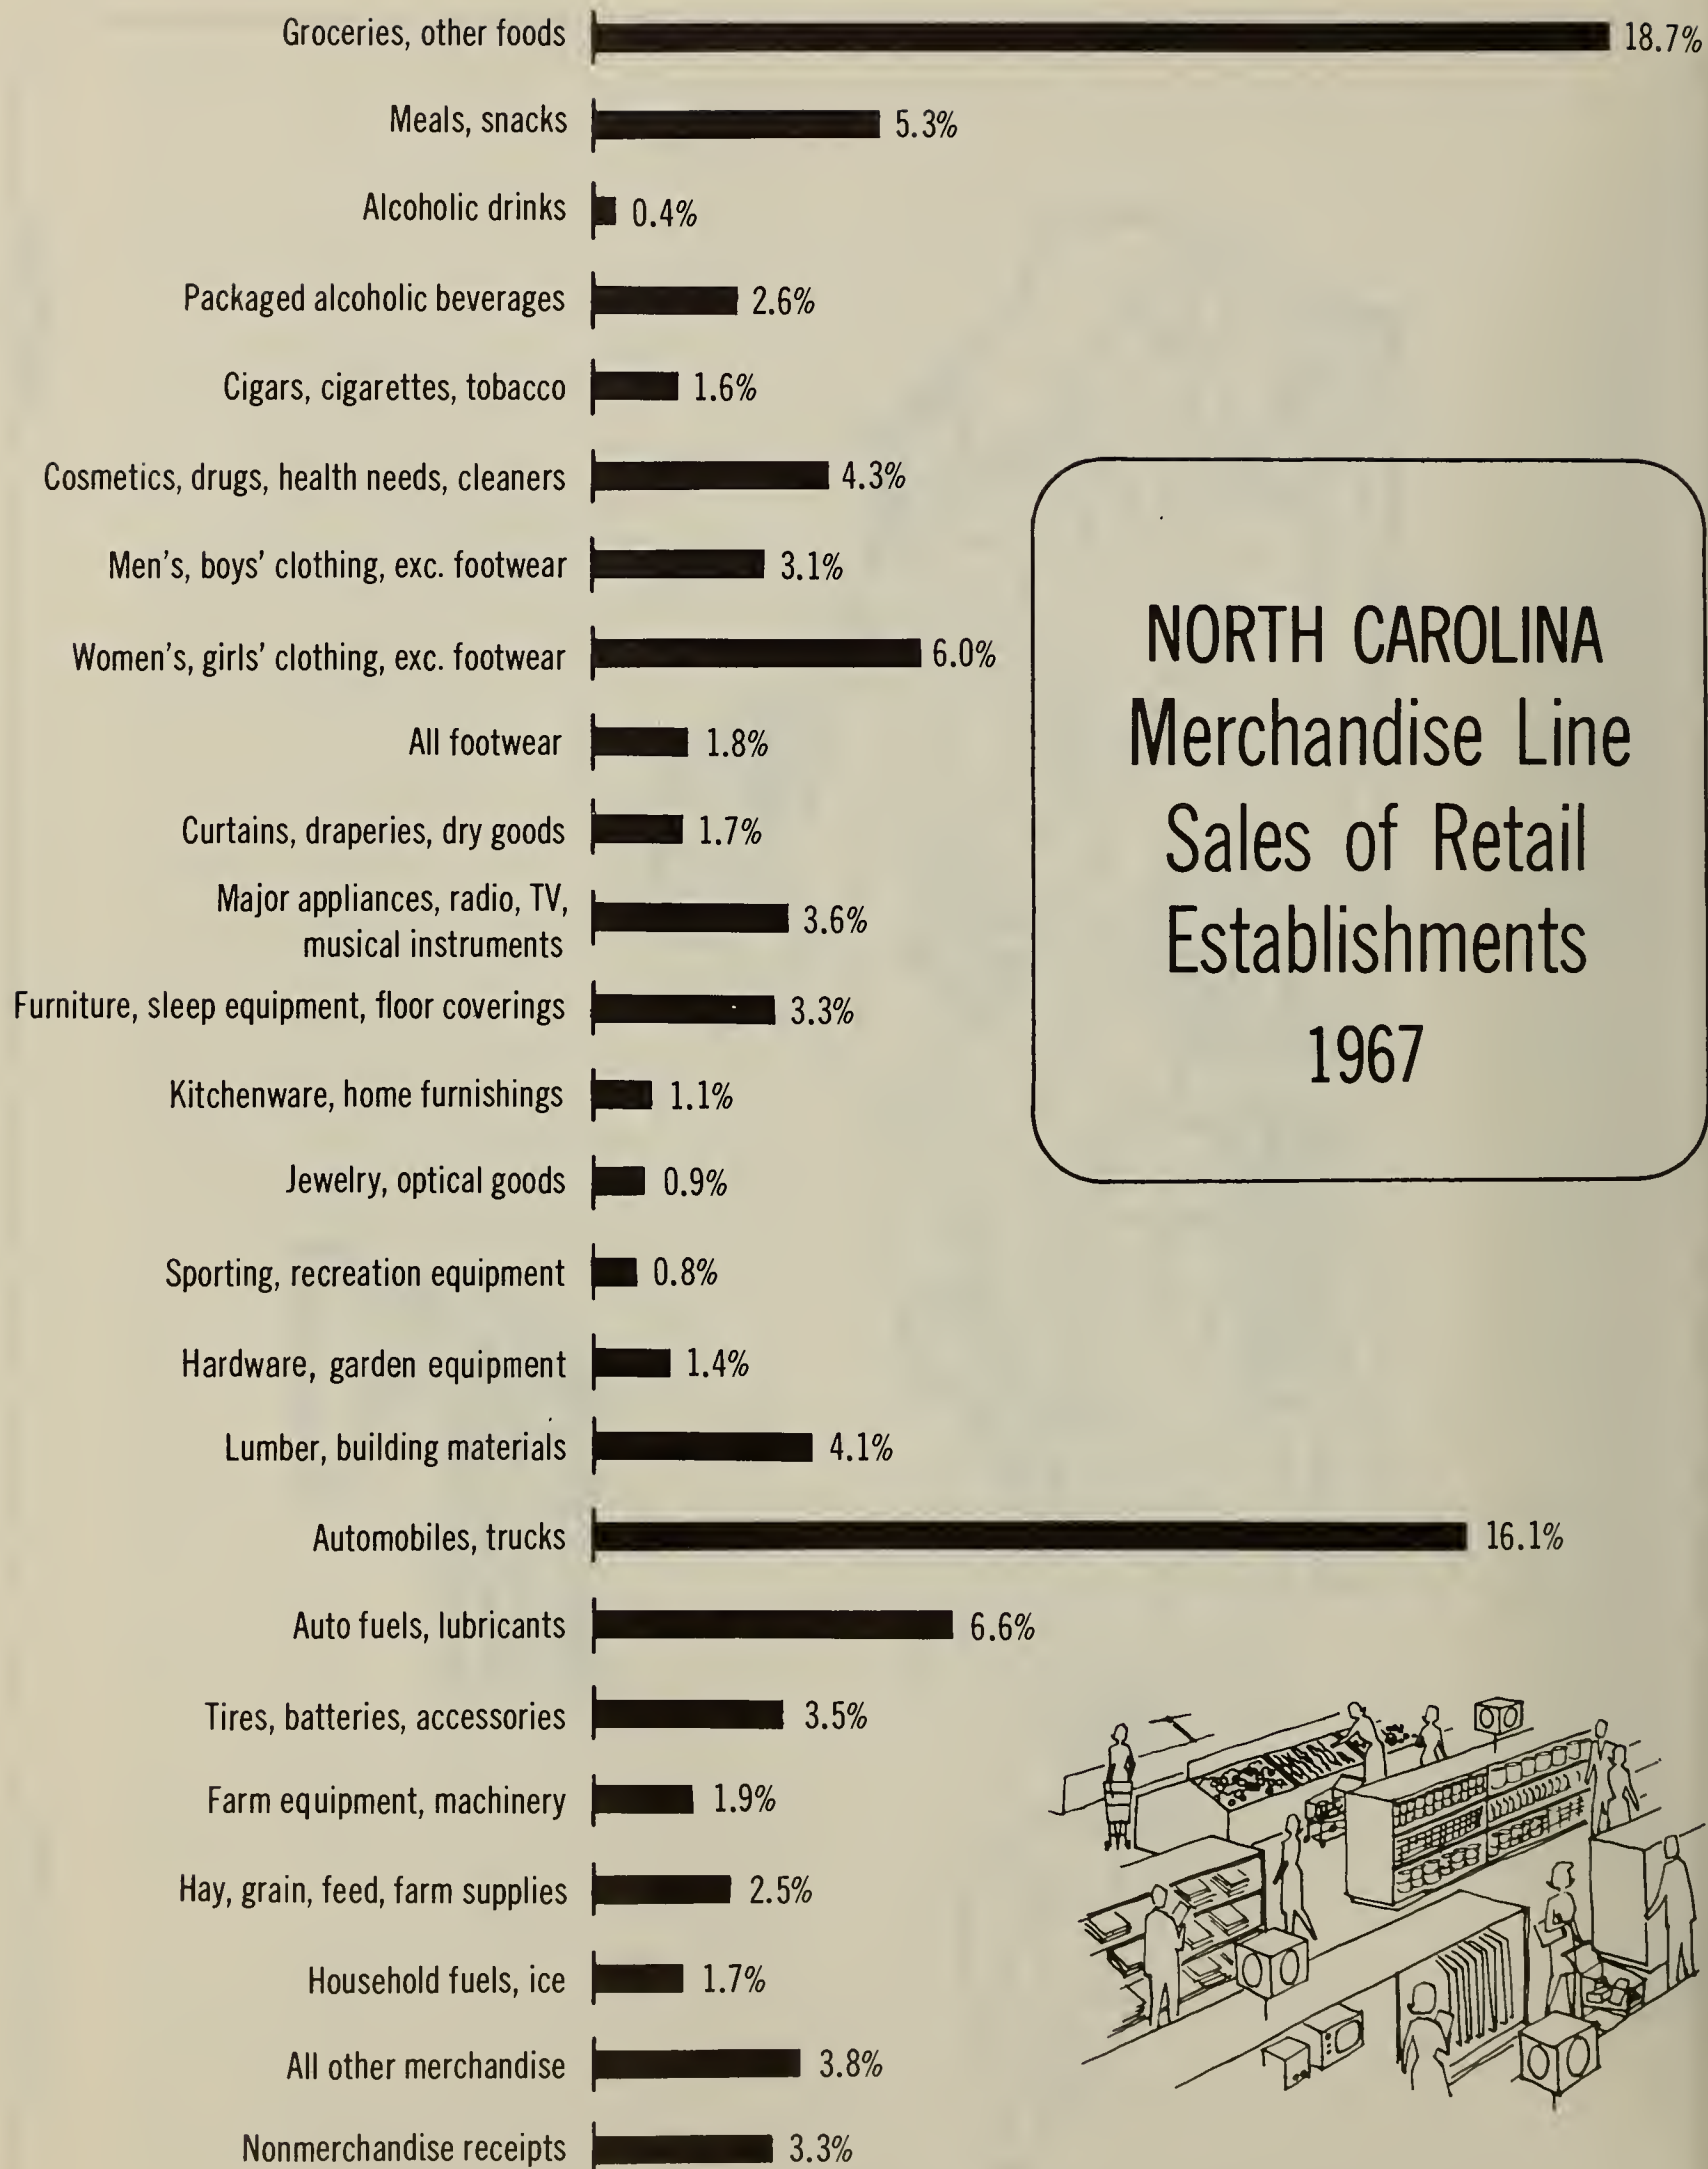 Groceries, other foods 18.7%
Meals, snacks 5.3%
Alcoholic drinks 0.4%
Packaged alcoholic beverages 2.6%
Cigars, cigarettes, tobacco 1.6%
Cosmetics, drugs, health needs, cleaners 4.3%
Men's, boys' clothing, exc. footwear 3.1%
Women's, girls' clothing, exc. footwear 6.0%
All footwear 1.8%
Curtains, draperies, dry goods 1.7%
Major appliances, radio, TV,
musical instruments 3.6%
Furniture, sleep equipment, floor coverings 3.3%
Kitchenware, home furnishings 1.1%
Jewelry, optical goods 0.9%
Sporting, recreation equipment 0.8%
Hardware, garden equipment 1.4%
Lumber, building materials 4.1%
Automobiles, trucks 16.1%
Auto fuels, lubricants 6.6%
Tires, batteries, accessories 3.5%
Farm equipment, machinery 1.9%
Hay, grain, feed, farm supplies 2.5%
Household fuels, ice 1.7%
All other merchandise 3.8%
Nonmerchandise receipts 3.3%
NORTH CAROLINA
Merchandise Line
Sales of Retail
Establishments
1967